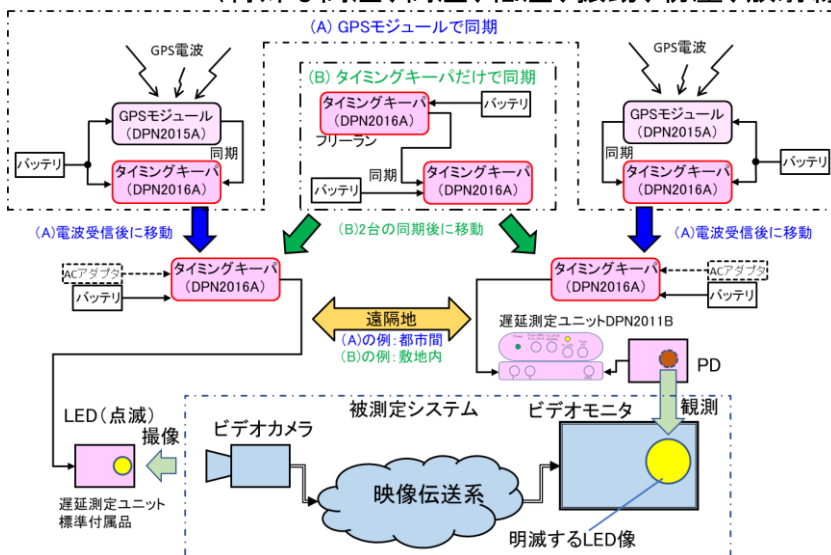 (A) GPSモジュールで同期
GPS電波
GPSモジュール
(DPN2015A)
同期
バッテリ
タイミングキーパ
(DPN2016A)
(B) タイミングキーパだけで同期
タイミングキーパ
(DPN2016A)
バッテリ
フリーラン
同期
タイミングキーパ
(DPN2016A)
バッテリ
GPS電波
GPSモジュール
(DPN2015A)
同期
バッテリ
タイミングキーパ
(DPN2016A)
(A)電波受信後に移動
(B)2台の同期後に移動
(A)電波受信後に移動
ACアダプタ
バッテリ
タイミングキーパ
(DPN2016A)
タイミングキーパ
(DPN2016A)
ACアダプタ
バッテリ
遠隔地
(A)の例:都市間
(B)の例:敷地内
遅延測定ユニットDPN2011B
PD
観測
LED(点滅)
撮像
遅延測定ユニット
標準付属品
被測定システム
ビデオカメラ
映像伝送系
ビデオモニタ
明滅するLED像